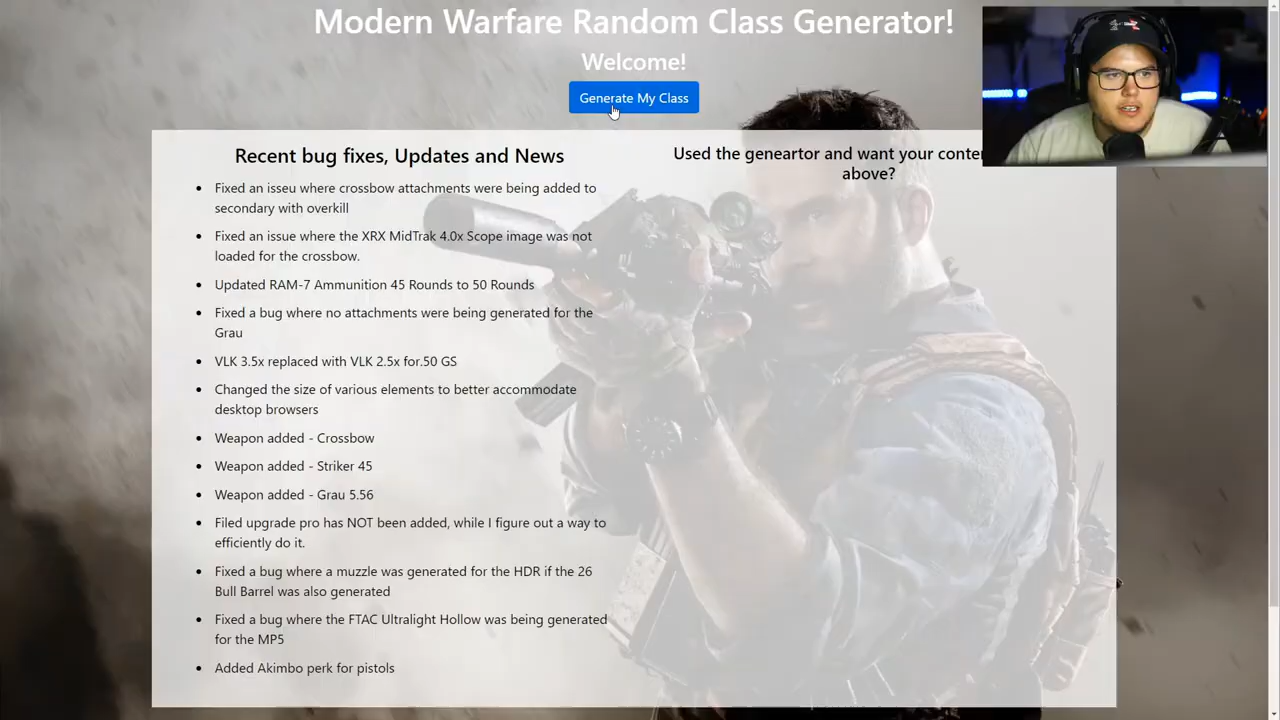 Modern Warfare Random Class Generator!
Welcome!
Generate My Class
Recent bug fixes, Updates and News
Fixed an isseu where crossbow attachments were being added to
secondary with overkill
Fixed an issue where the XRX MidTrak 4.0x Scope image was not
loaded for the crossbow.
Updated RAM-7 Ammunition 45 Rounds to 50 Rounds
Fixed a bug where no attachments were being generated for the
Grau
VLK 3.5x replaced with VLK 2.5x for.50 GS
Changed the size of various elements to better accommodate
desktop browsers
Weapon added - Crossbow
Weapon added - Striker 45
Weapon added - Grau 5.56
Filed upgrade pro has NOT been added, while I figure out a way to
efficiently do it.
Fixed a bug where a muzzle was generated for the HDR if the 26
Bull Barrel was also generated
Fixed a bug where the FTAC Ultralight Hollow was being generated
for the MP5
Added Akimbo perk for pistols
Used the geneartor and want your
above?